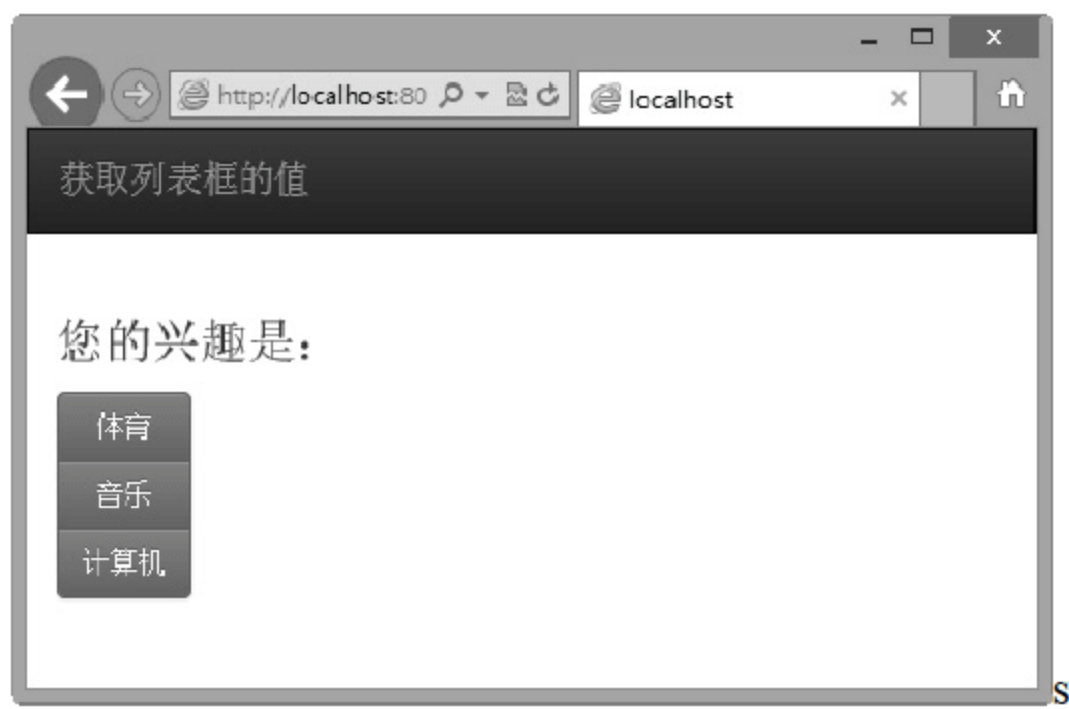 http://localhost:80
localhost
获取列表框的值
您的兴趣是：
体育
音乐
计算机
s